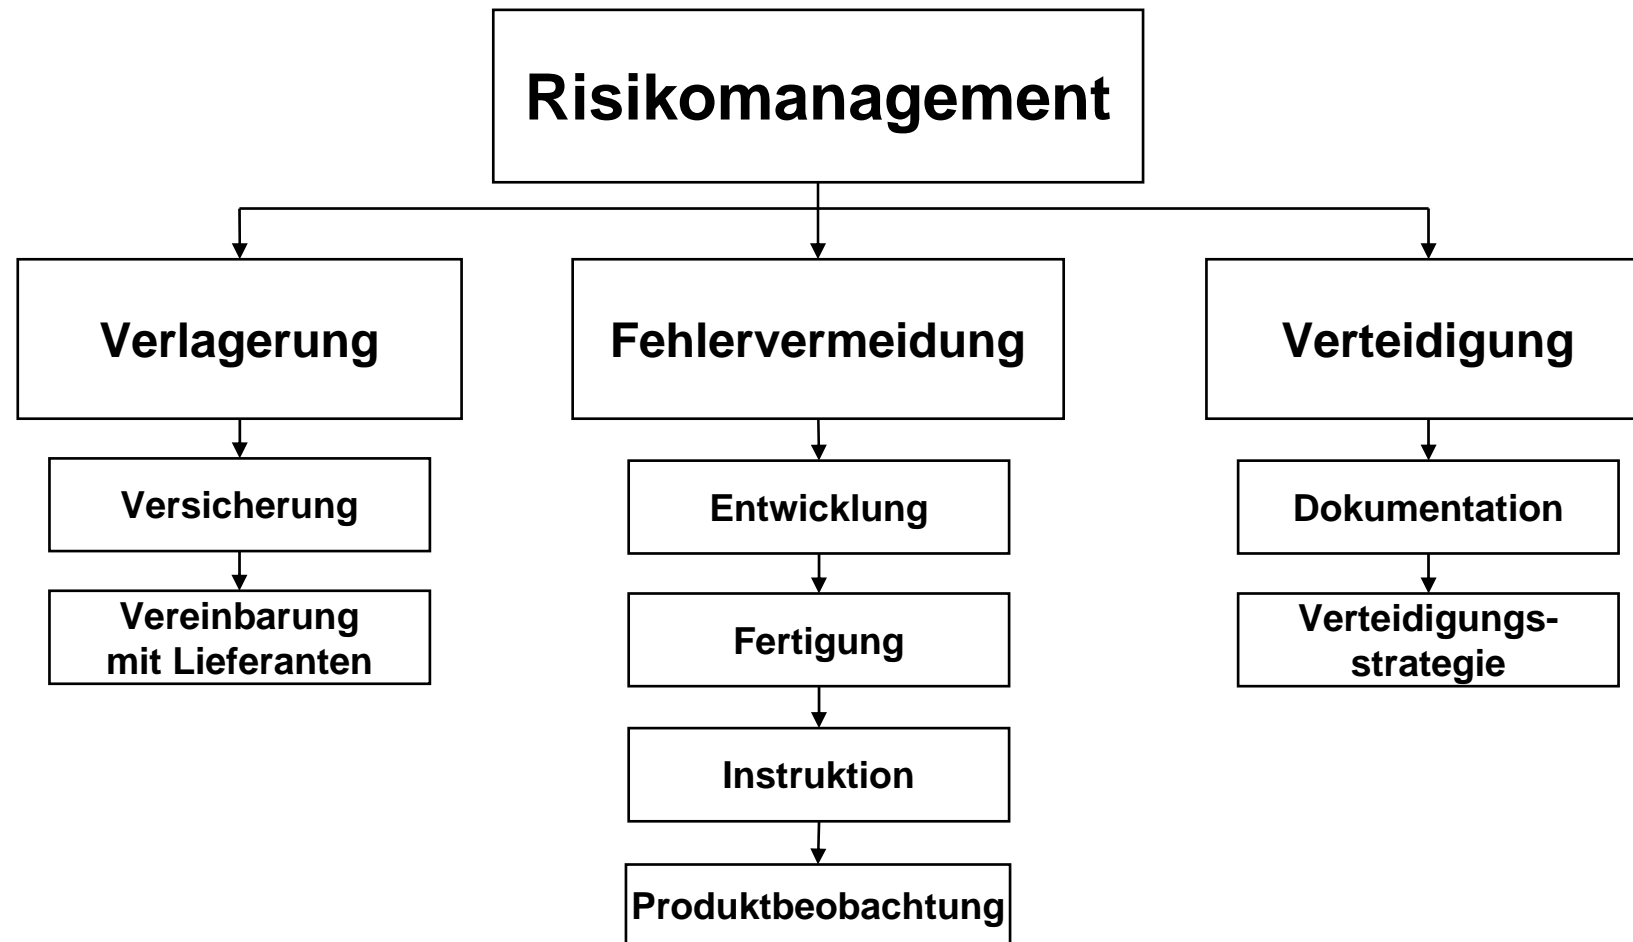 Risikomanagement
Verlagerung
Fehlervermeidung
Verteidigung
Versicherung
Entwicklung
Dokumentation
Vereinbarung
mit Lieferanten
Fertigung
Verteidigungs-
strategie
Instruktion
Produktbeobachtung